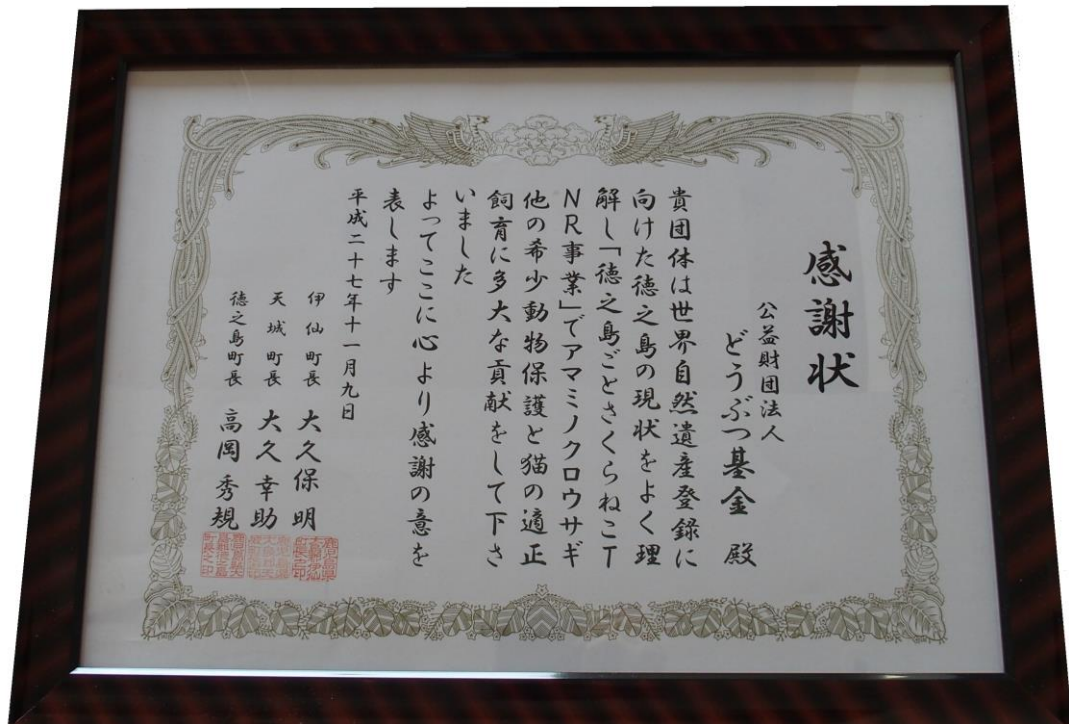 感謝状
公益財団法人
どうぶつ基金 殿
貴団体は世界自然遺産登録に
向けた徳之島の現状をよく理
解し「徳之島ごとさくらねこT
NR事業」でアマミノクロウサギ
他の希少動物保護と猫の適正
飼育に多大な貢献をして下さ
いました
よってここに心より感謝の意を
表します
平成二十七年十一月九日
伊仙町長 大久保明
天城町長 大久幸助
徳之島町長 高岡秀規